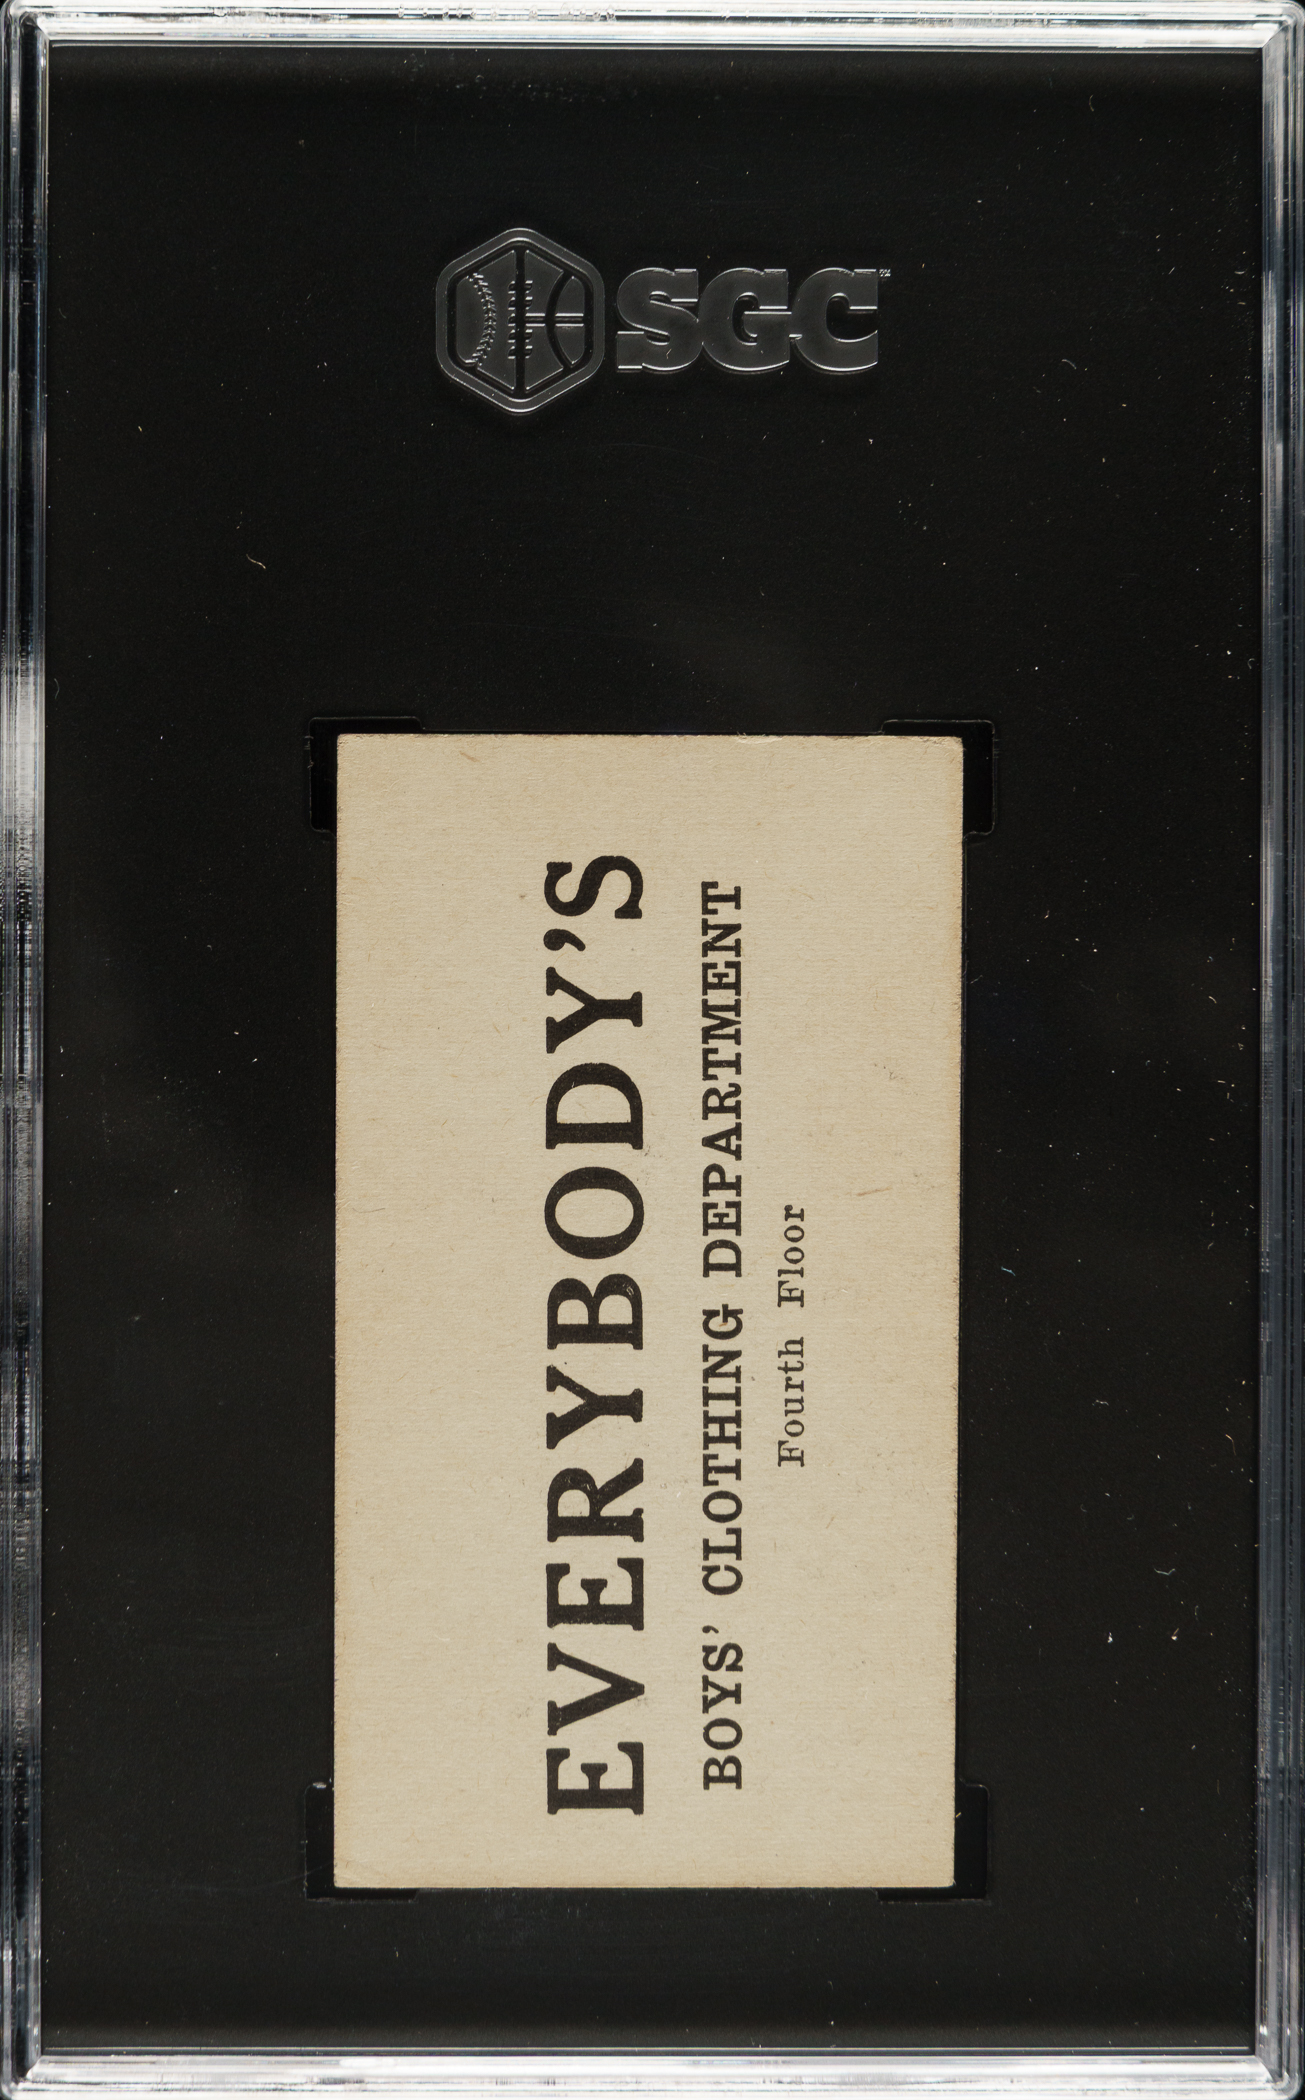 SGC
EVERYBODY'S
BOYS' CLOTHING DEPARTMENT
Fourth Floor